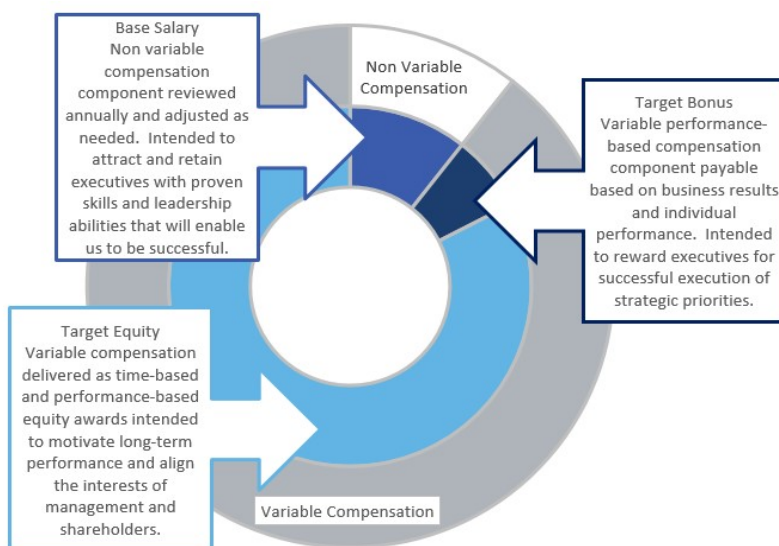 Base Salary
Non variable
compensation
component reviewed
annually and adjusted as
needed.  Intended to
attract and retain
executives with proven
skills and leadership
abilities that will enable
us to be successful.
Non Variable
Compensation
Target Bonus
Variable performance-
based compensation
component payable
based on business results
and individual
performance.  Intended
to reward executives for
successful execution of
strategic priorities.
Target Equity
Variable compensation
delivered as time-based
and performance-based
equity awards intended
to motivate long-term
performance and align
the interests of
management and
shareholders.
Variable Compensation